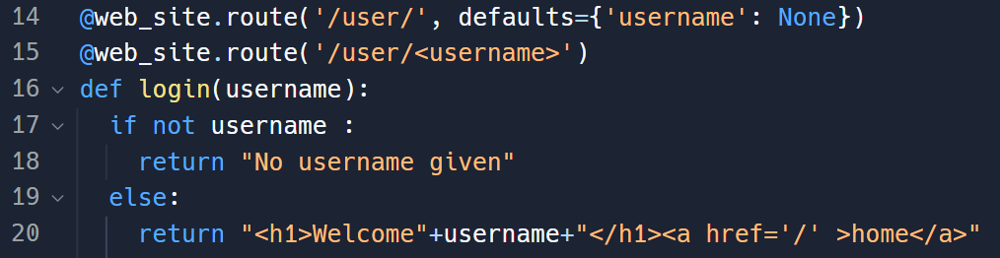 14 @web_site.route('/user/', defaults={'username': None})
15 @web_site.route('/user/<username>')
16 def login(username):
17 if not username :
18 return "No username given"
19 else:
20 return "<h1>Welcome"+username+"</h1><a href='/' >home</a>"